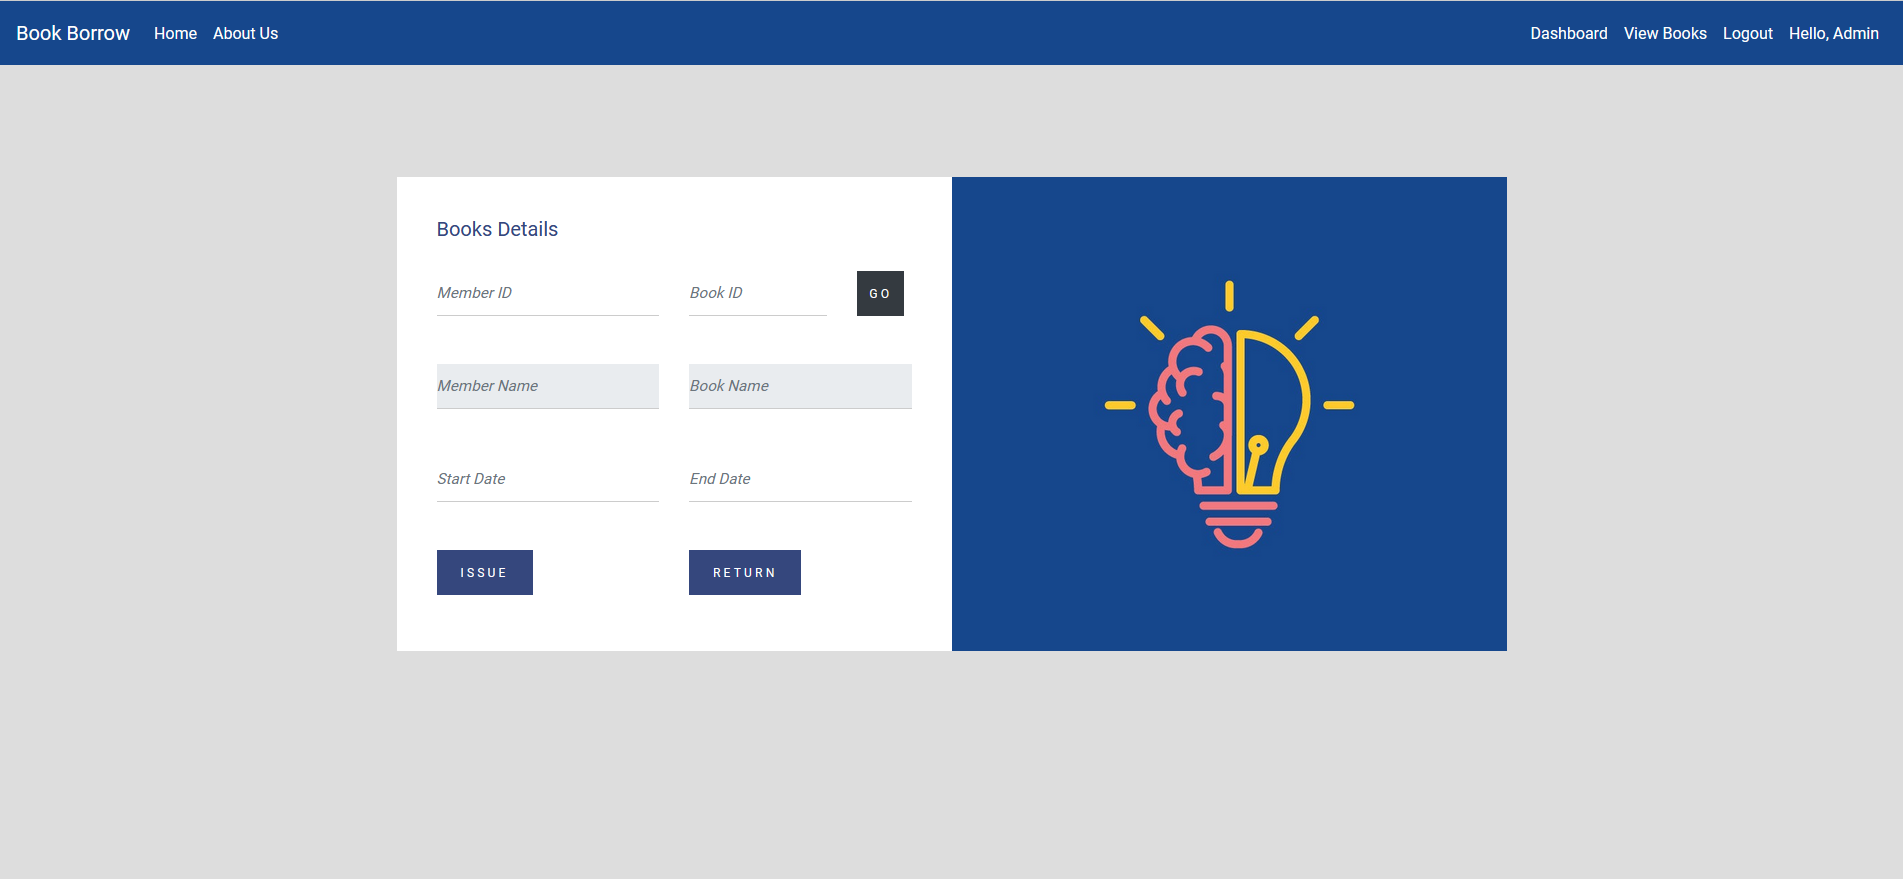 Book Borrow Home About Us Dashboard View Books Logout Hello, Admin
Books Details
Member ID Book ID GO
Member Name Book Name
Start Date End Date
ISSUE RETURN